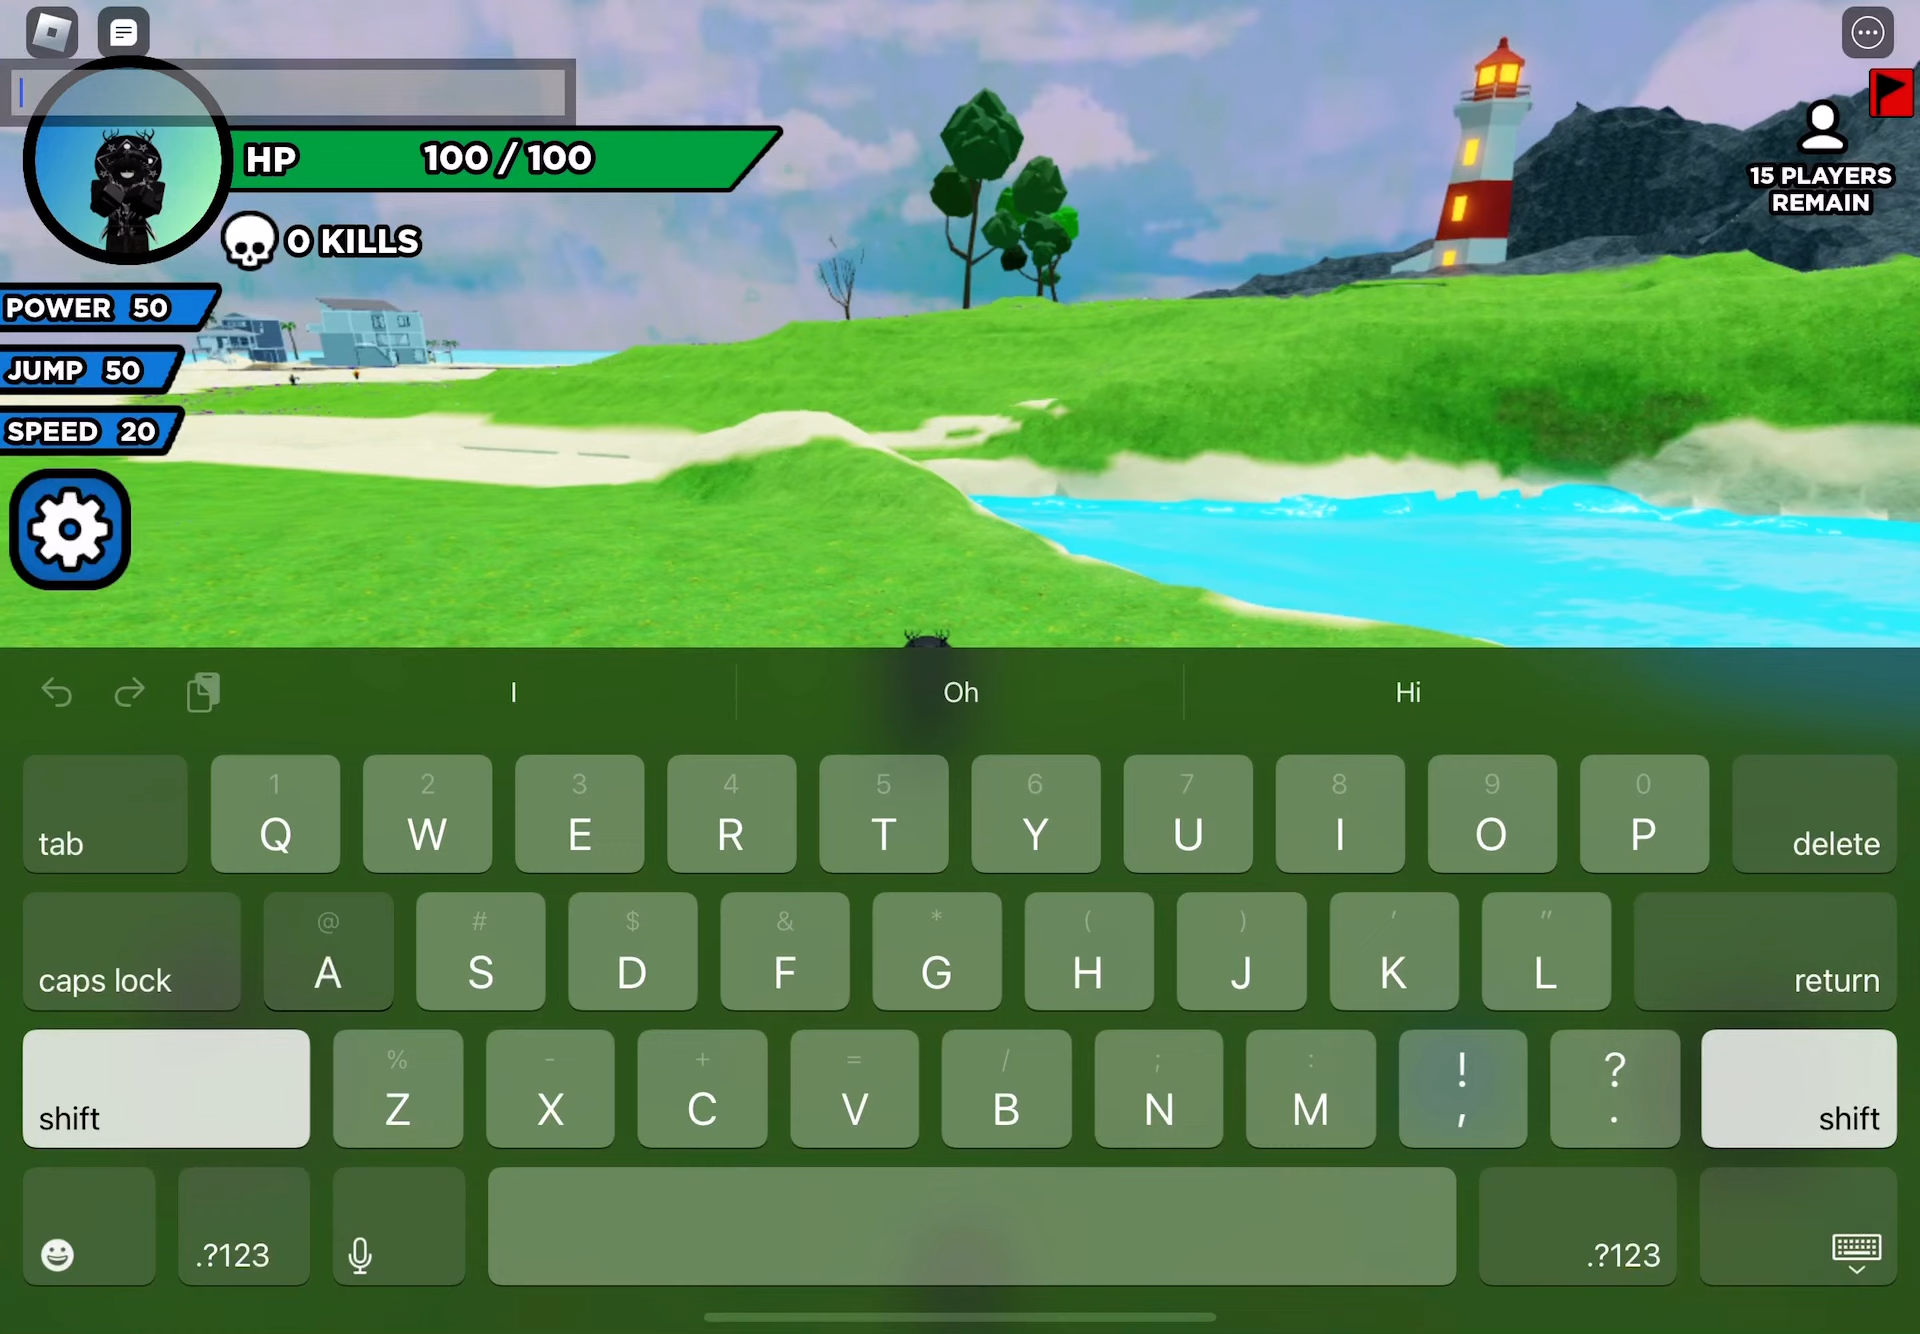 HP 100 / 100
0 KILLS
15 PLAYERS
REMAIN
POWER 50
JUMP 50
SPEED 20
I Oh Hi
1 2 3 4 5 6 7 8 9 0
tab Q W E R T Y U I O P delete
@ # $ & * ( ) ' "
caps lock A S D F G H J K L return
% - + = / ; : ! ?
shift Z X C V B N M , . shift
.?123 .?123